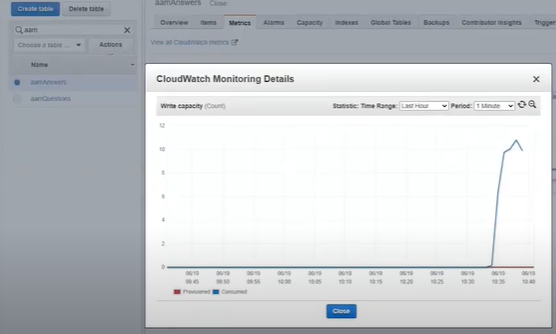 Create table
Delete table
aam
Choose a table ...
Actions
Name
aamAnswers
aamQuestions
aamAnswers Close
Overview Items Metrics Alarms Capacity Indexes Global Tables Backups Contributor Insights Trigger
View all CloudWatch metrics
CloudWatch Monitoring Details
Write capacity (Count)
Statistic: Time Range: Last Hour Period: 1 Minute
12
10
8
6
4
2
0
06/19 09:45
06/19 09:50
06/19 09:55
06/19 10:00
06/19 10:05
06/19 10:10
06/19 10:15
06/19 10:20
06/19 10:25
06/19 10:30
06/19 10:35
06/19 10:40
Provisioned Consumed
Close